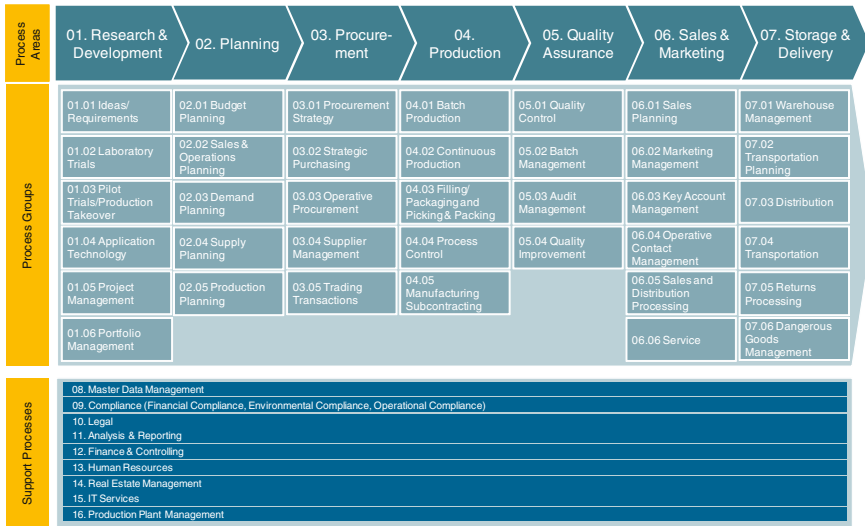 Process
Areas
01. Research &
Development
02. Planning
03. Procure-
ment
04.
Production
05. Quality
Assurance
06. Sales &
Marketing
07. Storage &
Delivery
Process Groups
01.01 Ideas/
Requirements
02.01 Budget
Planning
03.01 Procurement
Strategy
04.01 Batch
Production
05.01 Quality
Control
06.01 Sales
Planning
07.01 Warehouse
Management
01.02 Laboratory
Trials
02.02 Sales &
Operations
Planning
03.02 Strategic
Purchasing
04.02 Continuous
Production
05.02 Batch
Management
06.02 Marketing
Management
07.02
Transportation
Planning
01.03 Pilot
Trials/Production
Takeover
02.03 Demand
Planning
03.03 Operative
Procurement
04.03 Filling/
Packaging and
Picking & Packing
05.03 Audit
Management
06.03 Key Account
Management
07.03 Distribution
01.04 Application
Technology
02.04 Supply
Planning
03.04 Supplier
Management
04.04 Process
Control
05.04 Quality
Improvement
06.04 Operative
Contact
Management
07.04
Transportation
01.05 Project
Management
02.05 Production
Planning
03.05 Trading
Transactions
04.05
Manufacturing
Subcontracting
06.05 Sales and
Distribution
Processing
07.05 Returns
Processing
01.06 Portfolio
Management
06.06 Service
07.06 Dangerous
Goods
Management
Support Processes
08. Master Data Management
09. Compliance (Financial Compliance, Environmental Compliance, Operational Compliance)
10. Legal
11. Analysis & Reporting
12. Finance & Controlling
13. Human Resources
14. Real Estate Management
15. IT Services
16. Production Plant Management